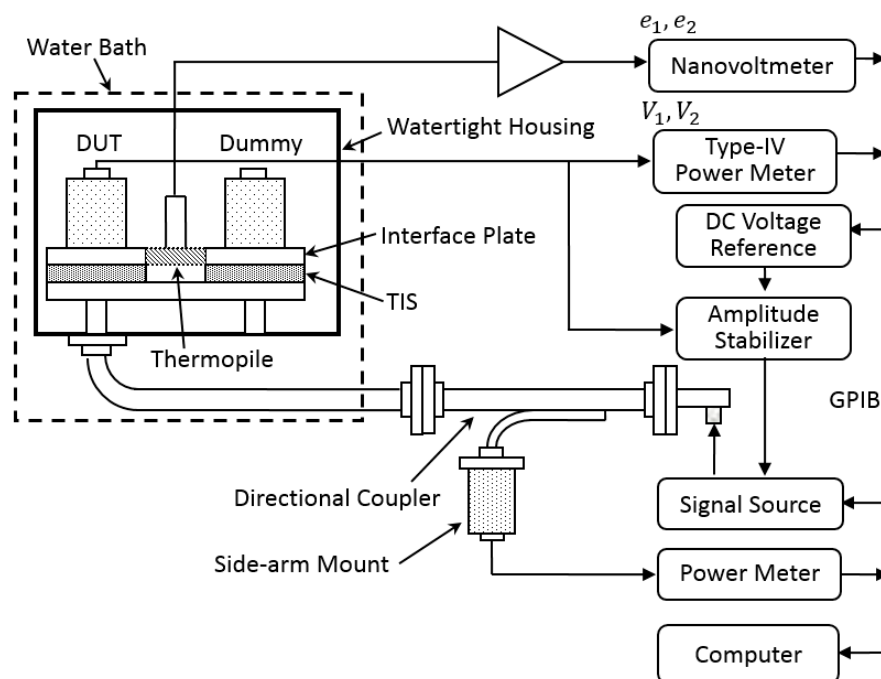 Water Bath
e₁, e₂
Nanovoltmeter
Watertight Housing
V₁, V₂
DUT
Dummy
Type-IV
Power Meter
DC Voltage
Reference
Interface Plate
TIS
Amplitude
Stabilizer
Thermopile
GPIB
Directional Coupler
Signal Source
Side-arm Mount
Power Meter
Computer